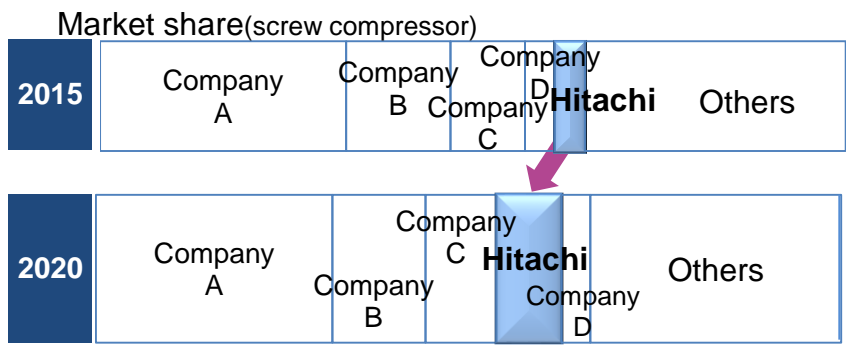 Market share(screw compressor)
2015
Company
A
Company
B
Company
C
Company
D
Hitachi
Others
2020
Company
A
Company
B
Company
C
Hitachi
Company
D
Others